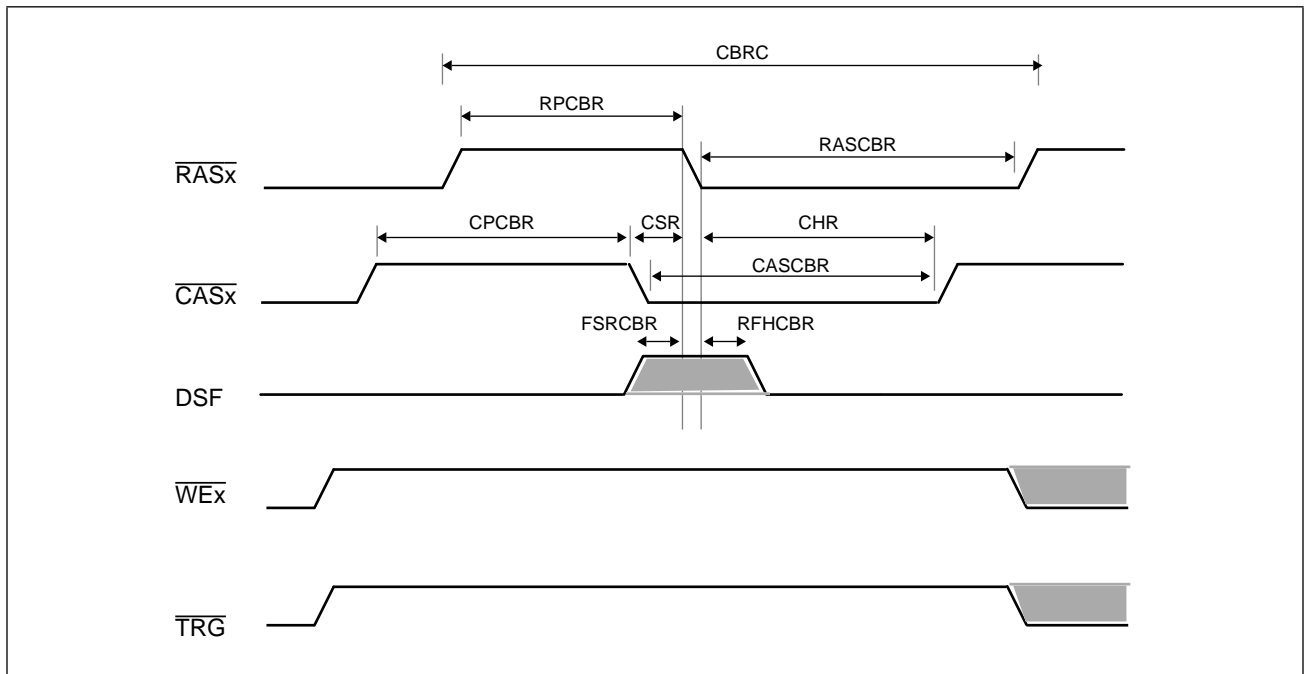 CBRC
RPCBR
RASCBR
RASx
CPCBR
CSR
CHR
CASCBR
CASx
FSRCBR
RFHCBR
DSF
WEx
TRG